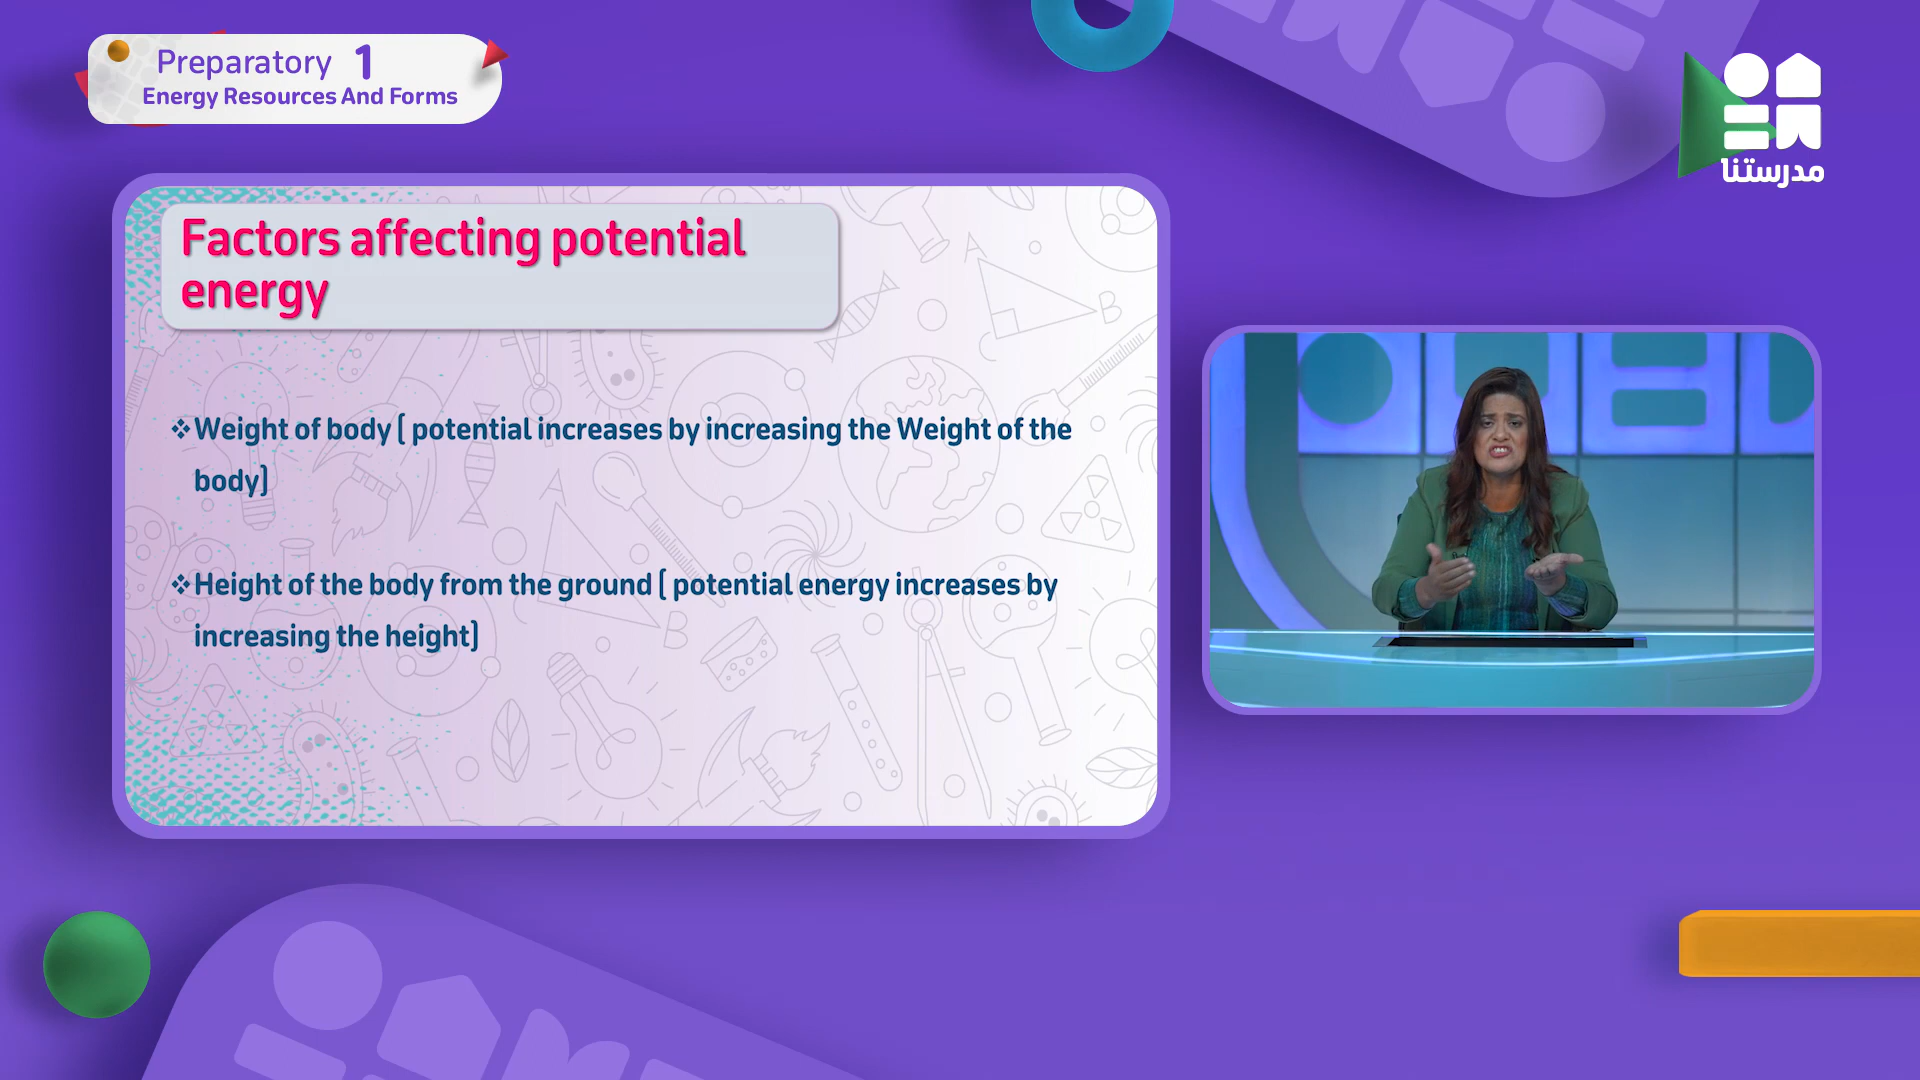 Preparatory 1
Energy Resources And Forms
مدرستنا
Factors affecting potential
energy
❖Weight of body ( potential increases by increasing the Weight of the
body)
❖Height of the body from the ground ( potential energy increases by
increasing the height)
A
B
A
B